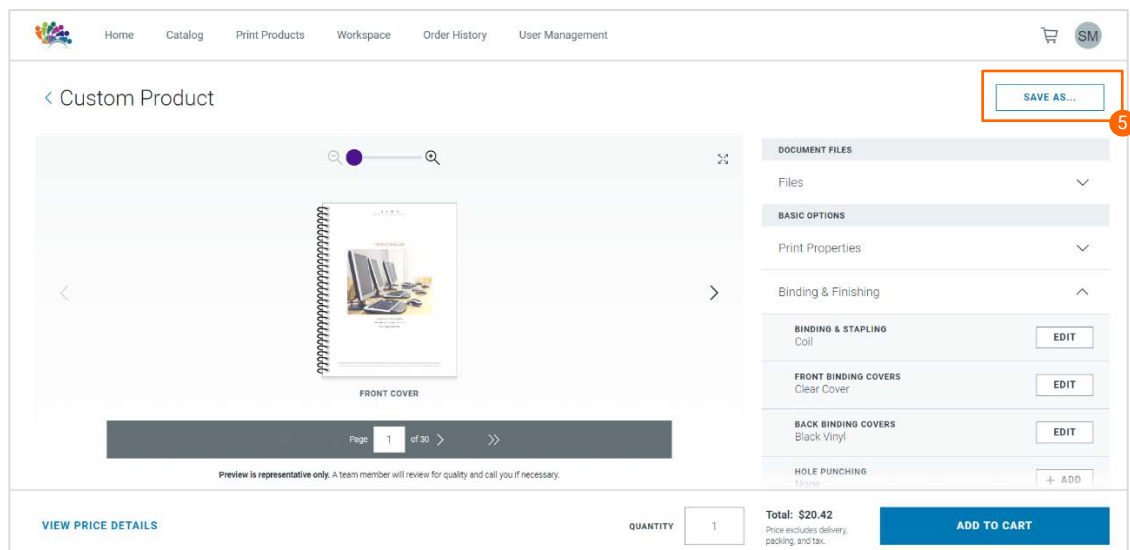 Home Catalog Print Products Workspace Order History User Management SM
Custom Product
SAVE AS...
5
DOCUMENT FILES
Files
BASIC OPTIONS
Print Properties
Binding & Finishing
BINDING & STAPLING
Coil
EDIT
FRONT BINDING COVERS
Clear Cover
EDIT
BACK BINDING COVERS
Black Vinyl
EDIT
HOLE PUNCHING
None
+ ADD
FRONT COVER
Page 1 of 30
Preview is representative only. A team member will review for quality and call you if necessary.
VIEW PRICE DETAILS
QUANTITY 1
Total: $20.42
Price excludes delivery,
packing, and tax.
ADD TO CART